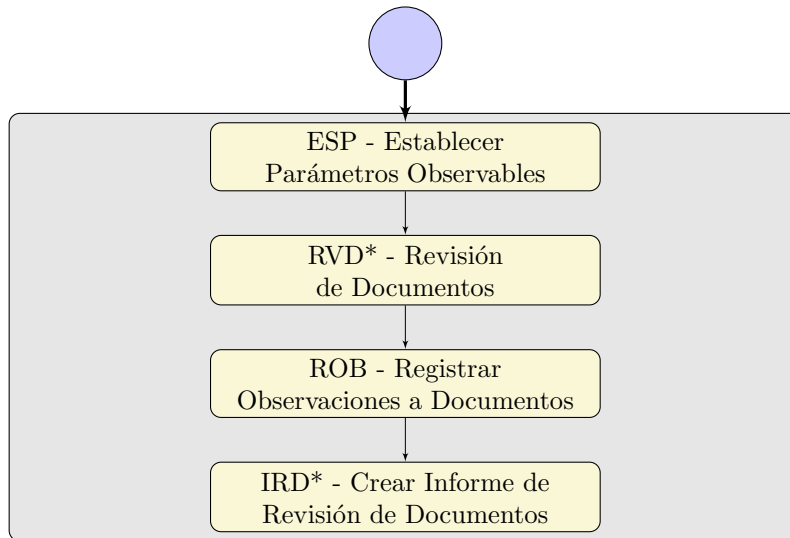 ESP - Establecer
Parámetros Observables
RVD* - Revisión
de Documentos
ROB - Registrar
Observaciones a Documentos
IRD* - Crear Informe de
Revisión de Documentos